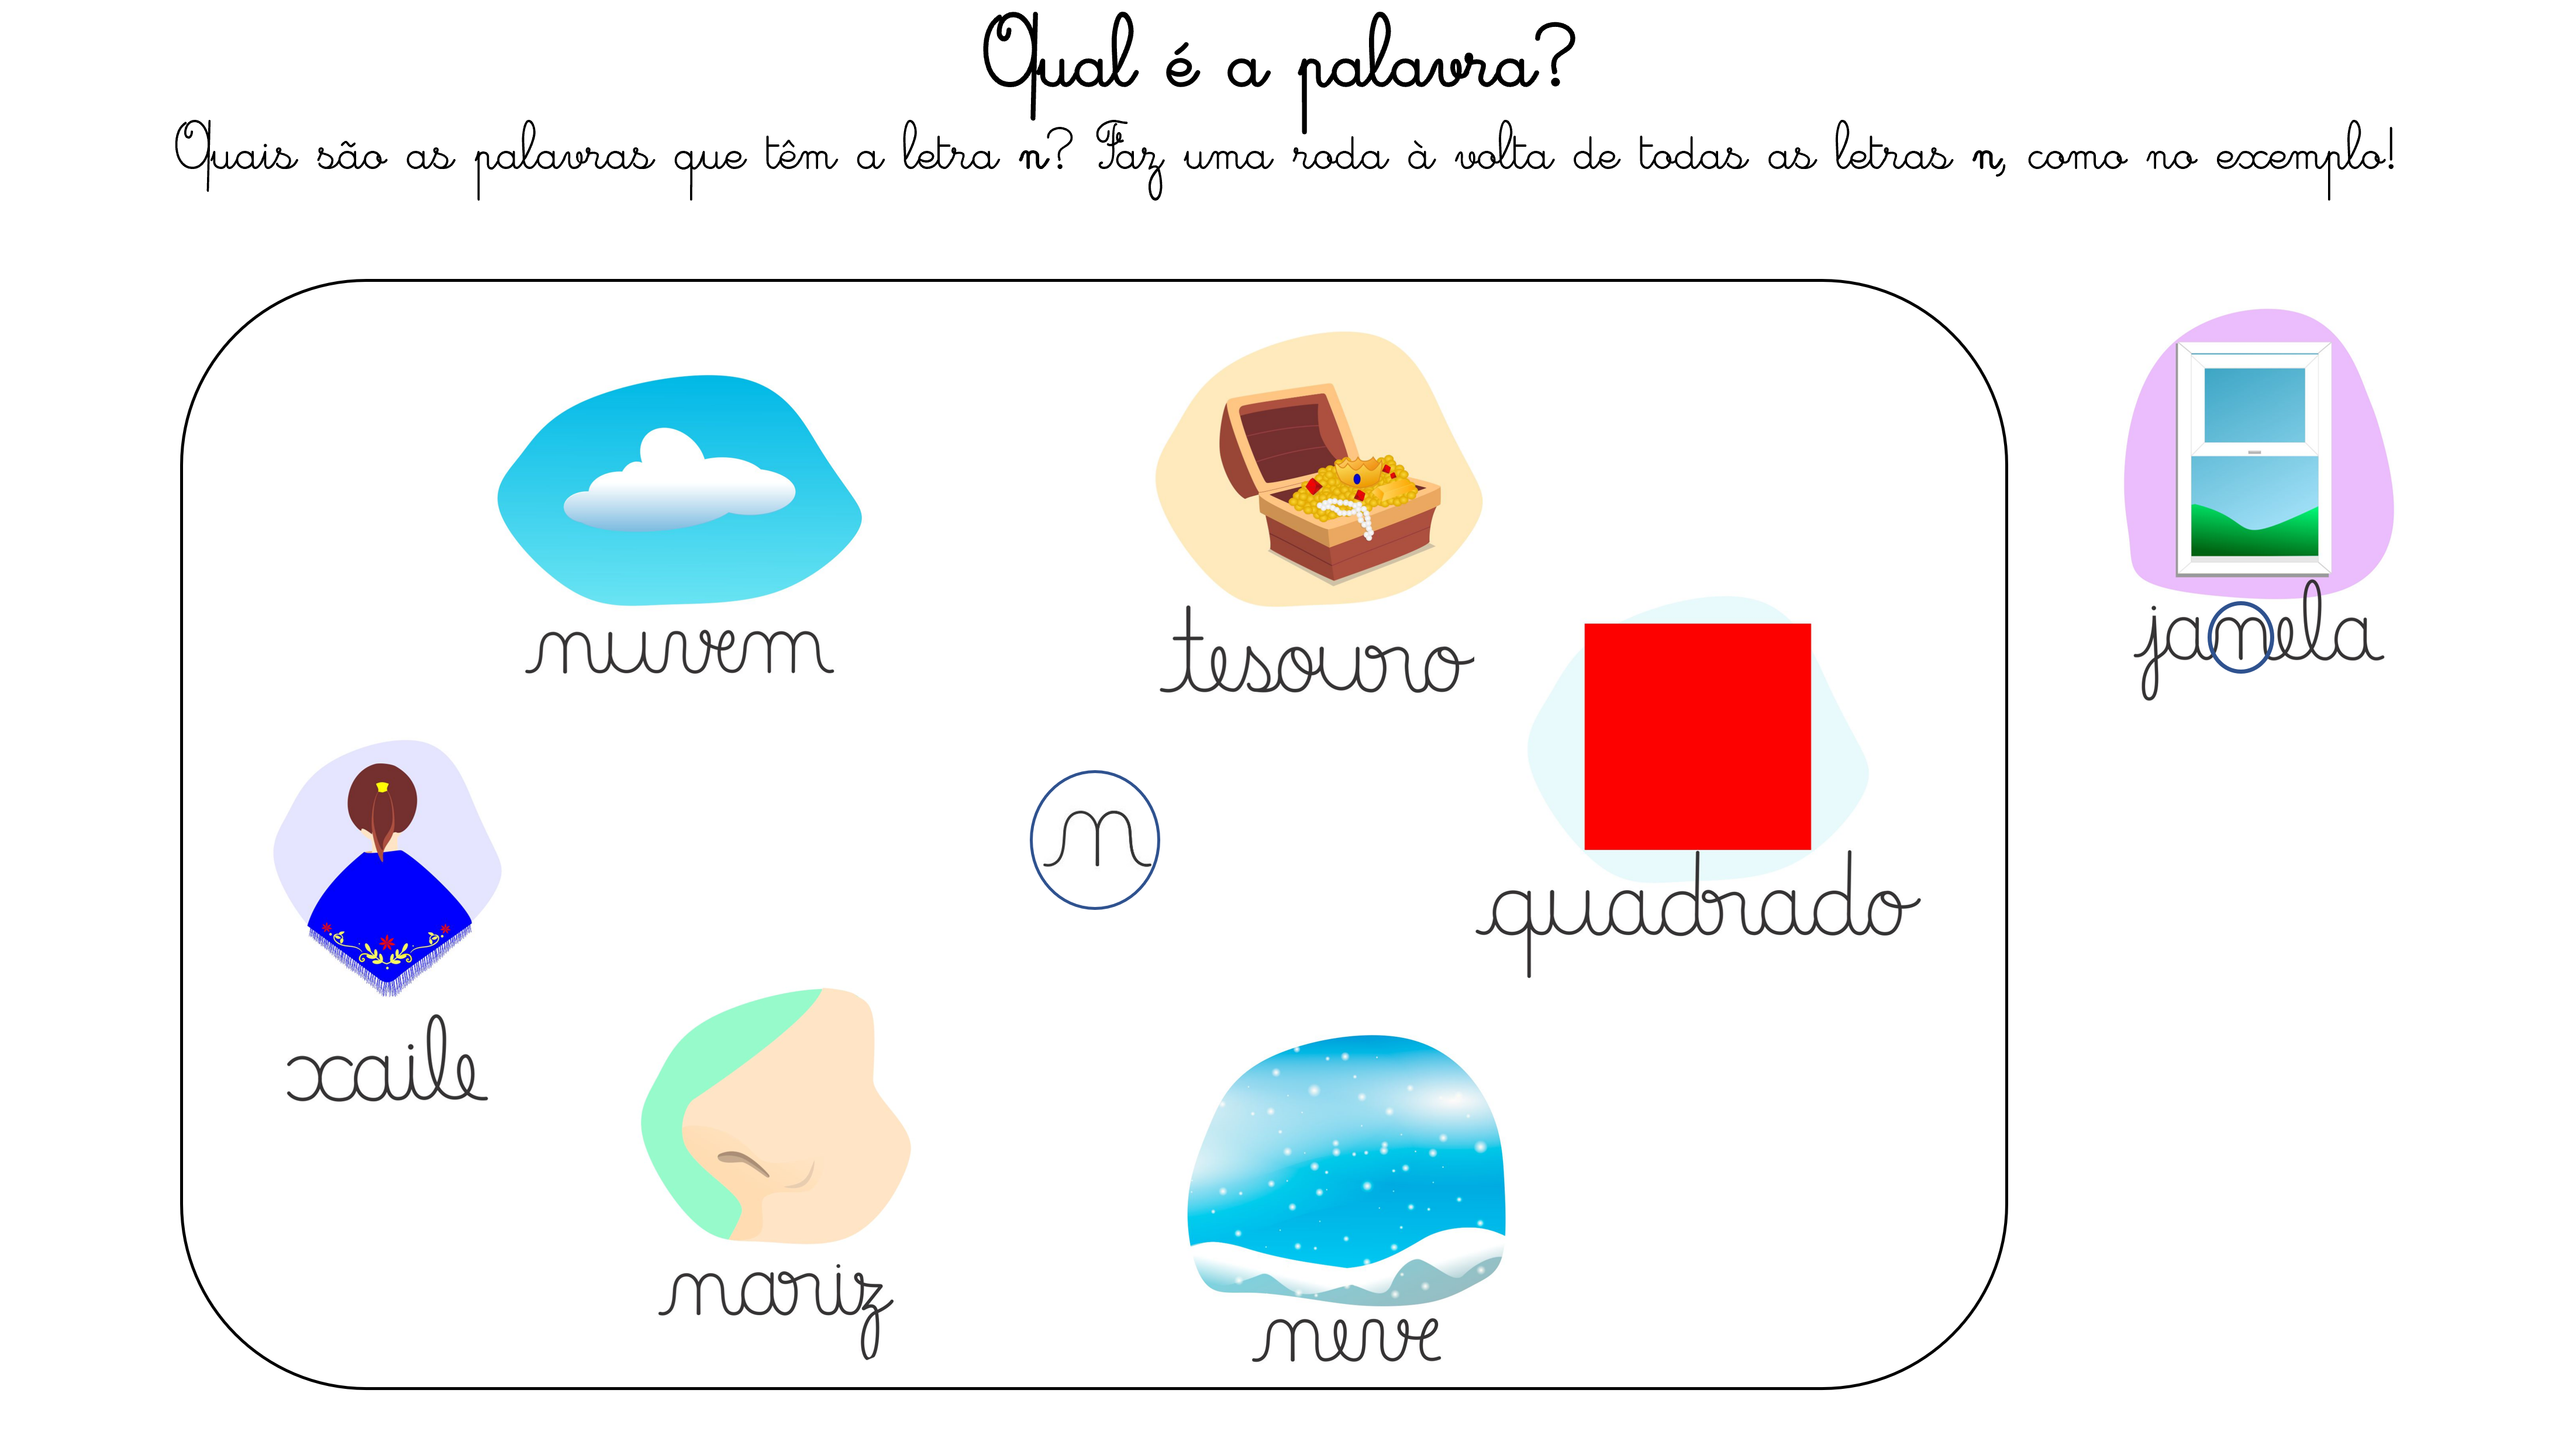 Qual é a palavra?
Quais são as palavras que têm a letra n? Faz uma roda à volta de todas as letras n, como no exemplo!
nuvem
tesouro
janela
n
quadrado
xaile
nariz
neve